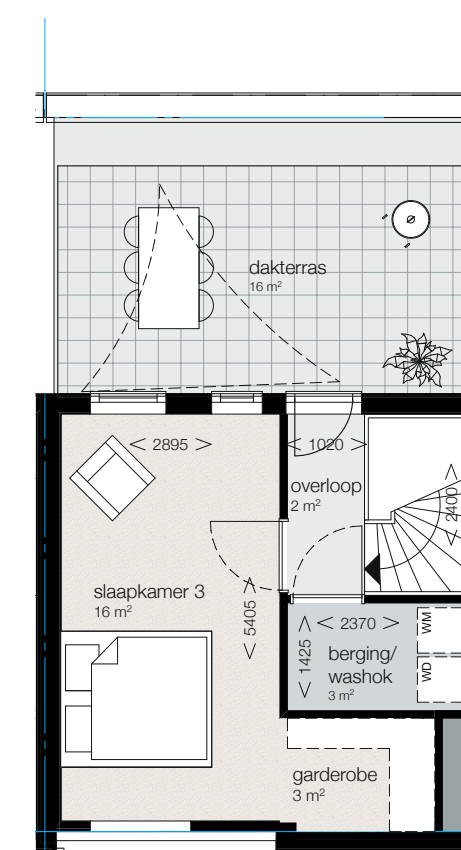 dakterras
16 m²
< 2895 >
< 1020 >
overloop
2 m²
< 2400 >
slaapkamer 3
16 m²
< 5405 >
< 1425 >
< 2370 >
WM
berging/
washok
3 m²
WD
garderobe
3 m²